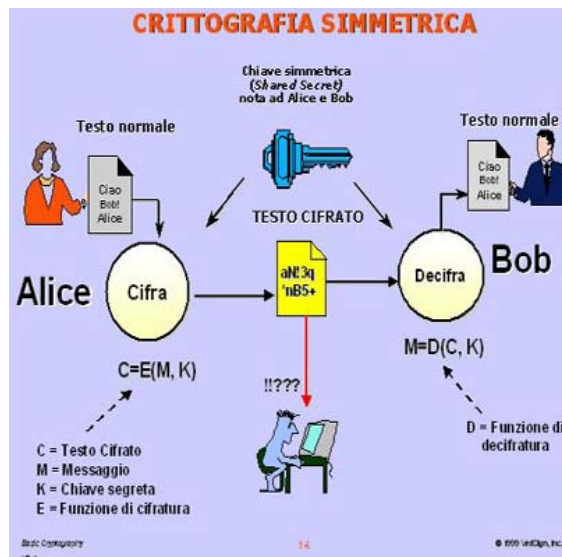 CRITTOGRAFIA SIMMETRICA
Chiave simmetrica
(Shared Secret)
nota ad Alice e Bob
Testo normale
Testo normale
Ciao
Bob!
Alice
Ciao
Bob!
Alice
TESTO CIFRATO
Alice
Cifra
aN!3q
'nB5+
Decifra
Bob
C=E(M, K)
M=D(C, K)
!!???
C = Testo Cifrato
M = Messaggio
K = Chiave segreta
E = Funzione di cifratura
D = Funzione di
decifratura
Basic Cryptography
© 1999 VeriSign, Inc.